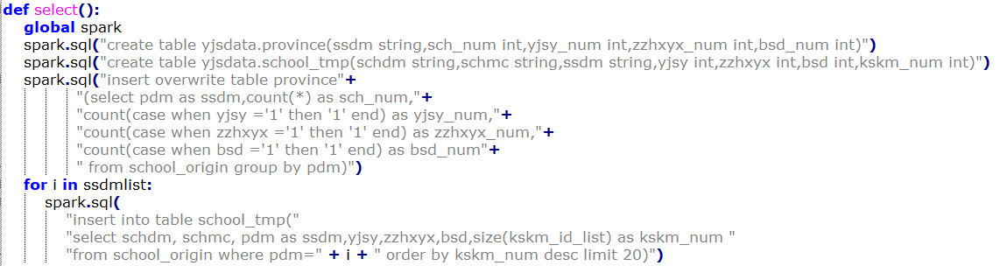 def select():
global spark
spark.sql("create table yjsdata.province(ssdm string,sch_num int,yjsy_num int,zzhxyx_num int,bsd_num int)")
spark.sql("create table yjsdata.school_tmp(schdm string,schmc string,ssdm string,yjsy int,zzhxyx int,bsd int,kskm_num int)")
spark.sql("insert overwrite table province"+
"(select pdm as ssdm,count(*) as sch_num,"+
"count(case when yjsy ='1' then '1' end) as yjsy_num,"+
"count(case when zzhxyx ='1' then '1' end) as zzhxyx_num,"+
"count(case when bsd ='1' then '1' end) as bsd_num"+
" from school_origin group by pdm)")
for i in ssdmlist:
spark.sql(
"insert into table school_tmp("
"select schdm, schmc, pdm as ssdm,yjsy,zzhxyx,bsd,size(kskm_id_list) as kskm_num "
"from school_origin where pdm=" + i + " order by kskm_num desc limit 20)")